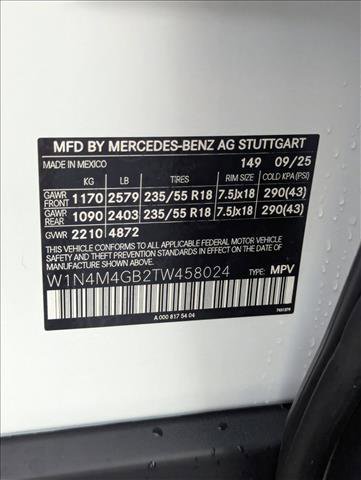 MFD BY MERCEDES-BENZ AG STUTTGART
MADE IN MEXICO 149 09/25
KG LB TIRES RIM SIZE COLD KPA (PSI)
GAWR FRONT 1170 2579 235/55 R18 7.5Jx18 290(43)
GAWR REAR 1090 2403 235/55 R18 7.5Jx18 290(43)
GVWR 2210 4872
THIS VEHICLE CONFORMS TO ALL APPLICABLE FEDERAL MOTOR VEHICLE
SAFETY STANDARDS IN EFFECT ON THE DATE OF MANUFACTURE
SHOWN ABOVE.
W1N4M4GB2TW458024 TYPE: MPV
A 000 817 54 04